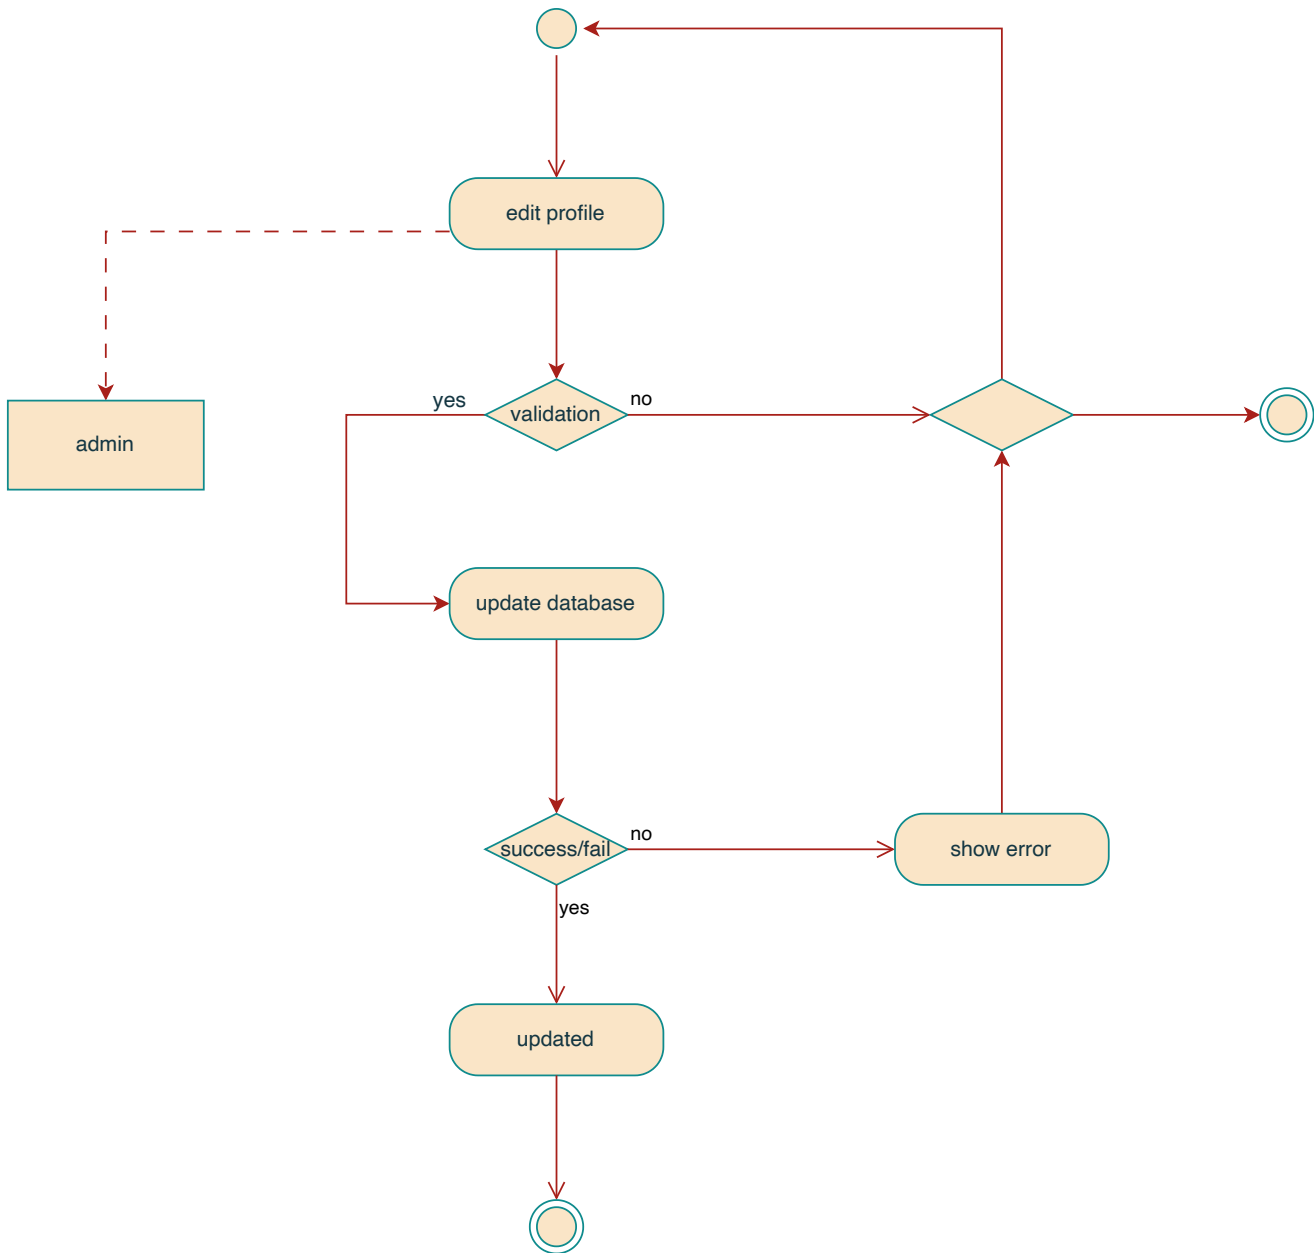 edit profile
yes
validation
no
admin
update database
success/fail
no
show error
yes
updated